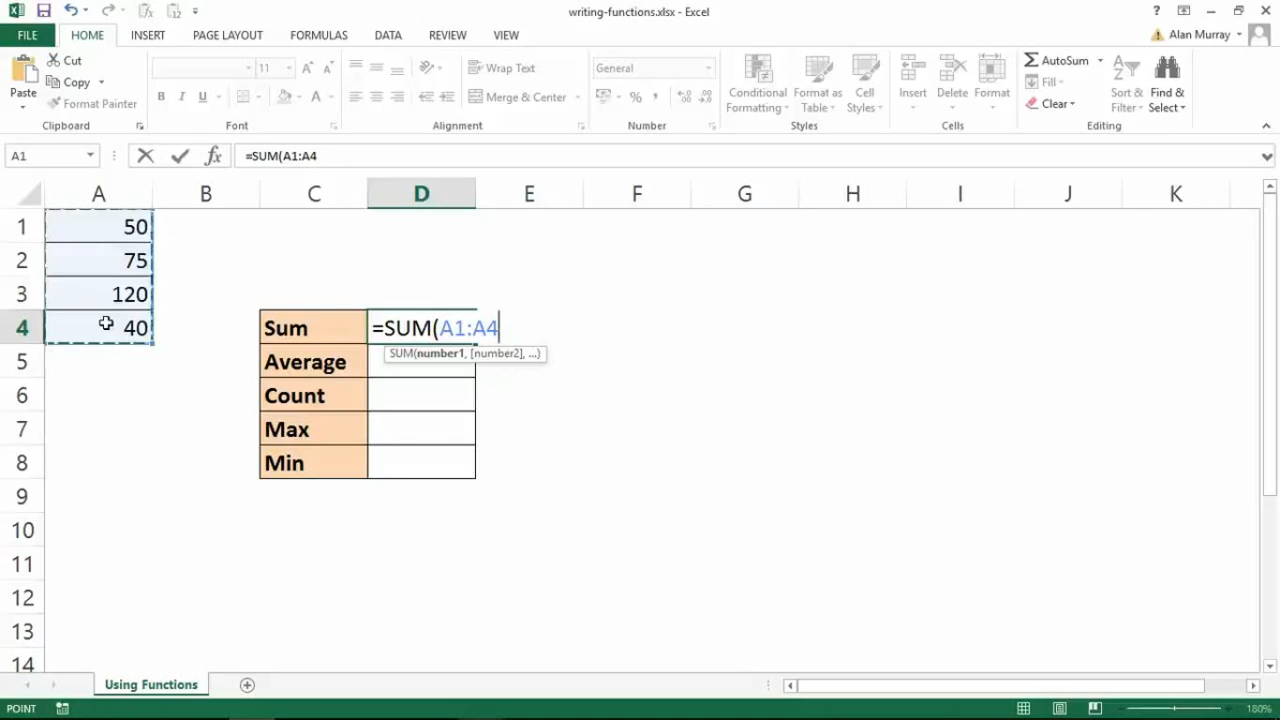 writing-functions.xlsx - Excel
?
FILE HOME INSERT PAGE LAYOUT FORMULAS DATA REVIEW VIEW
Alan Murray
Paste
Cut
Copy
Format Painter
Clipboard
11
A A
B I U A
Font
Wrap Text
Merge & Center
Alignment
General
%
Number
Conditional Formatting
Format as Table
Cell Styles
Styles
Insert
Delete
Format
Cells
AutoSum
Fill
Clear
Sort & Filter
Find & Select
Editing
A1 fx =SUM(A1:A4
A B C D E F G H I J K
1 50
2 75
3 120
4 40 Sum =SUM(A1:A4
SUM(number1, [number2], ...)
5 Average
6 Count
7 Max
8 Min
9
10
11
12
13
14
Using Functions
POINT
180%